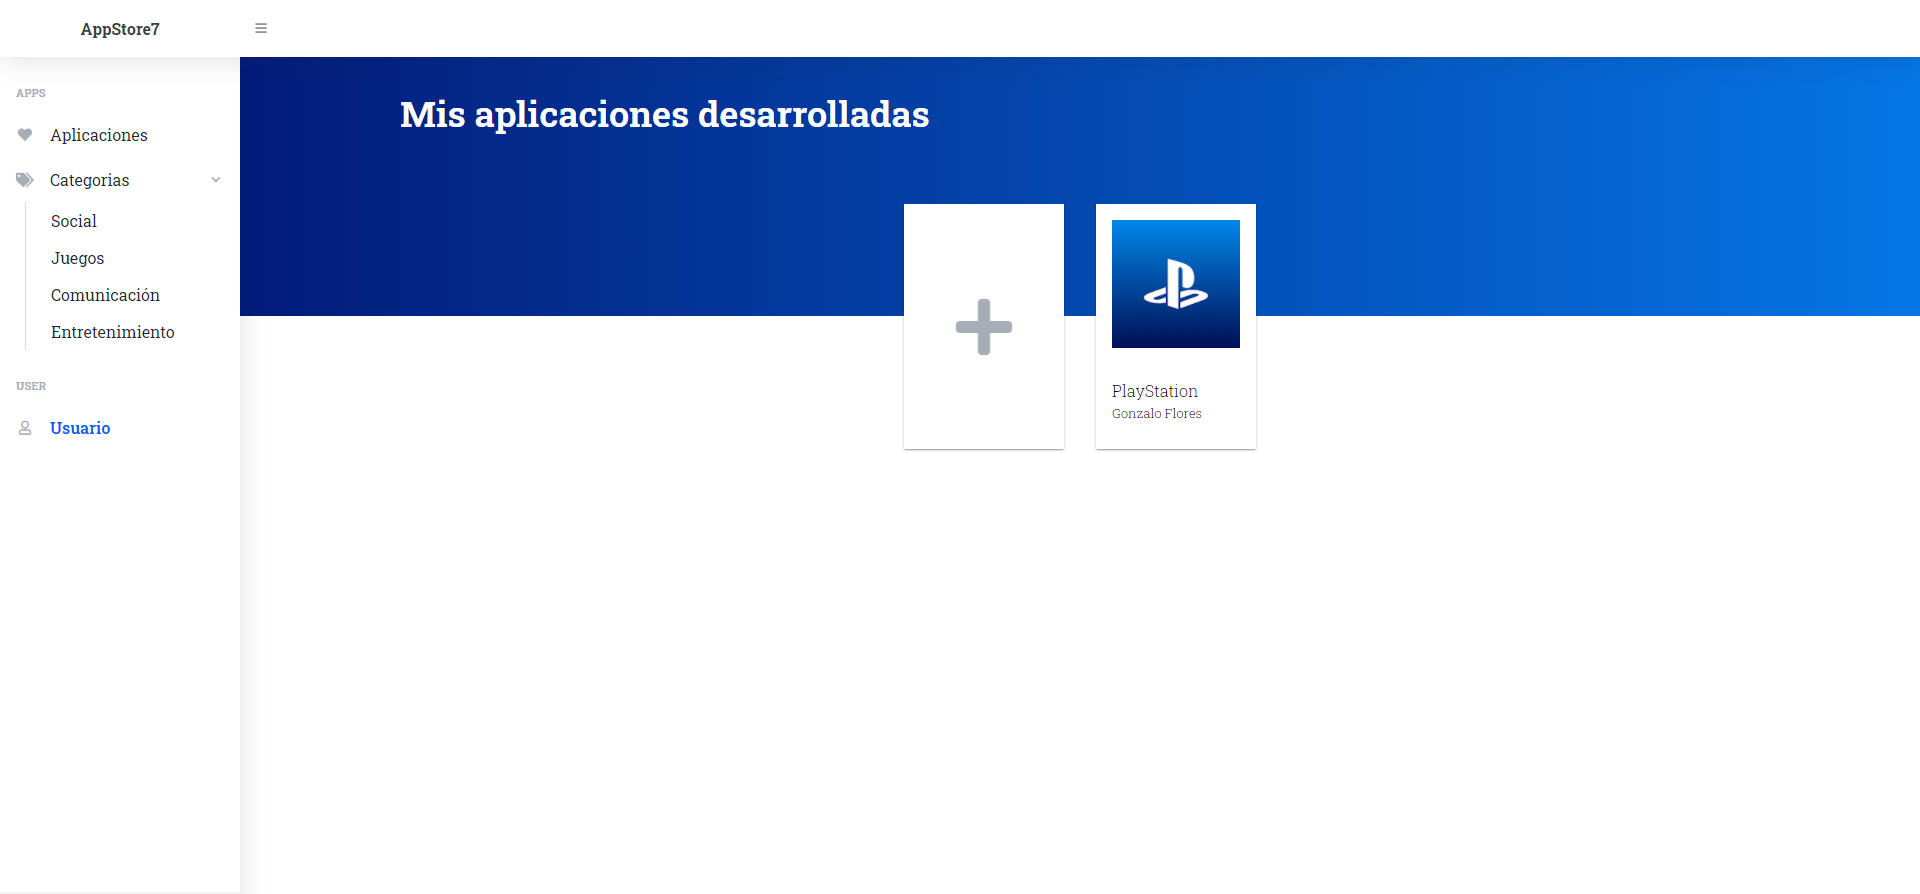 AppStore7
APPS
Aplicaciones
Categorias
Social
Juegos
Comunicación
Entretenimiento
USER
Usuario
Mis aplicaciones desarrolladas
PlayStation
Gonzalo Flores